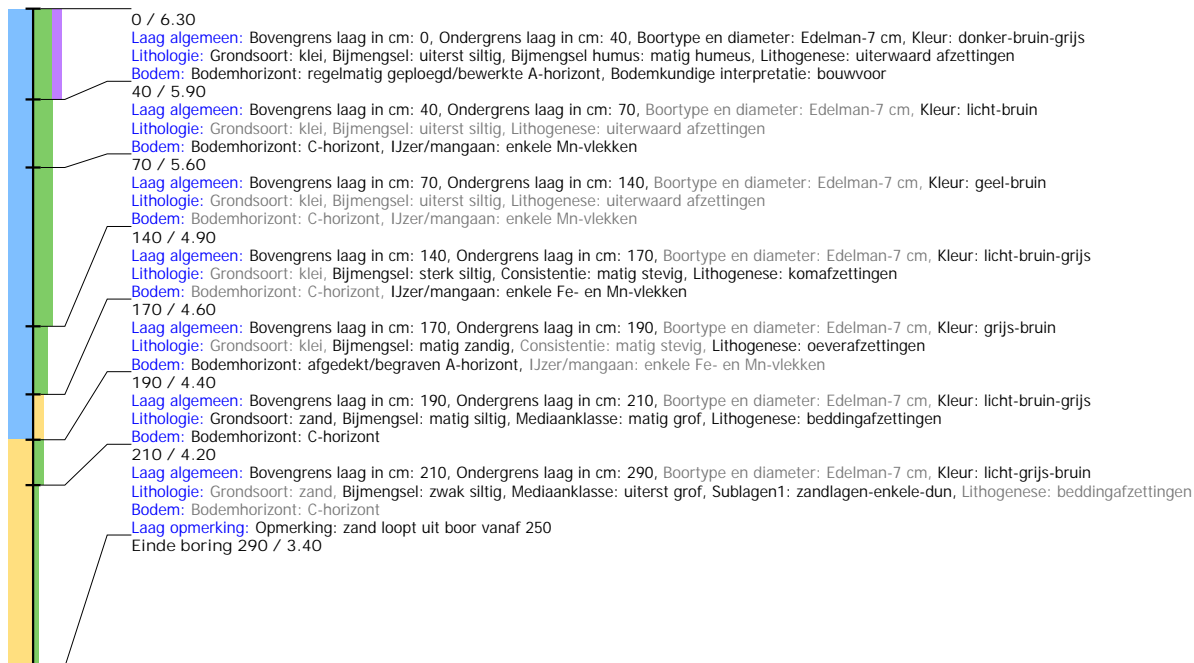 0 / 6.30
Laag algemeen: Bovengrens laag in cm: 0, Ondergrens laag in cm: 40, Boortype en diameter: Edelman-7 cm, Kleur: donker-bruin-grijs
Lithologie: Grondsoort: klei, Bijmengsel: uiterst siltig, Bijmengsel humus: matig humeus, Lithogenese: uiterwaard afzettingen
Bodem: Bodemhorizont: regelmatig geploegd/bewerkte A-horizont, Bodemkundige interpretatie: bouwvoor
40 / 5.90
Laag algemeen: Bovengrens laag in cm: 40, Ondergrens laag in cm: 70, Boortype en diameter: Edelman-7 cm, Kleur: licht-bruin
Lithologie: Grondsoort: klei, Bijmengsel: uiterst siltig, Lithogenese: uiterwaard afzettingen
Bodem: Bodemhorizont: C-horizont, IJzer/mangaan: enkele Mn-vlekken
70 / 5.60
Laag algemeen: Bovengrens laag in cm: 70, Ondergrens laag in cm: 140, Boortype en diameter: Edelman-7 cm, Kleur: geel-bruin
Lithologie: Grondsoort: klei, Bijmengsel: uiterst siltig, Lithogenese: uiterwaard afzettingen
Bodem: Bodemhorizont: C-horizont, IJzer/mangaan: enkele Mn-vlekken
140 / 4.90
Laag algemeen: Bovengrens laag in cm: 140, Ondergrens laag in cm: 170, Boortype en diameter: Edelman-7 cm, Kleur: licht-bruin-grijs
Lithologie: Grondsoort: klei, Bijmengsel: sterk siltig, Consistentie: matig stevig, Lithogenese: komafzettingen
Bodem: Bodemhorizont: C-horizont, IJzer/mangaan: enkele Fe- en Mn-vlekken
170 / 4.60
Laag algemeen: Bovengrens laag in cm: 170, Ondergrens laag in cm: 190, Boortype en diameter: Edelman-7 cm, Kleur: grijs-bruin
Lithologie: Grondsoort: klei, Bijmengsel: matig zandig, Consistentie: matig stevig, Lithogenese: oeverafzettingen
Bodem: Bodemhorizont: afgedekt/begraven A-horizont, IJzer/mangaan: enkele Fe- en Mn-vlekken
190 / 4.40
Laag algemeen: Bovengrens laag in cm: 190, Ondergrens laag in cm: 210, Boortype en diameter: Edelman-7 cm, Kleur: licht-bruin-grijs
Lithologie: Grondsoort: zand, Bijmengsel: matig siltig, Mediaanklasse: matig grof, Lithogenese: beddingafzettingen
Bodem: Bodemhorizont: C-horizont
210 / 4.20
Laag algemeen: Bovengrens laag in cm: 210, Ondergrens laag in cm: 290, Boortype en diameter: Edelman-7 cm, Kleur: licht-grijs-bruin
Lithologie: Grondsoort: zand, Bijmengsel: zwak siltig, Mediaanklasse: uiterst grof, Sublagen1: zandlagen-enkele-dun, Lithogenese: beddingafzettingen
Bodem: Bodemhorizont: C-horizont
Laag opmerking: Opmerking: zand loopt uit boor vanaf 250
Einde boring 290 / 3.40